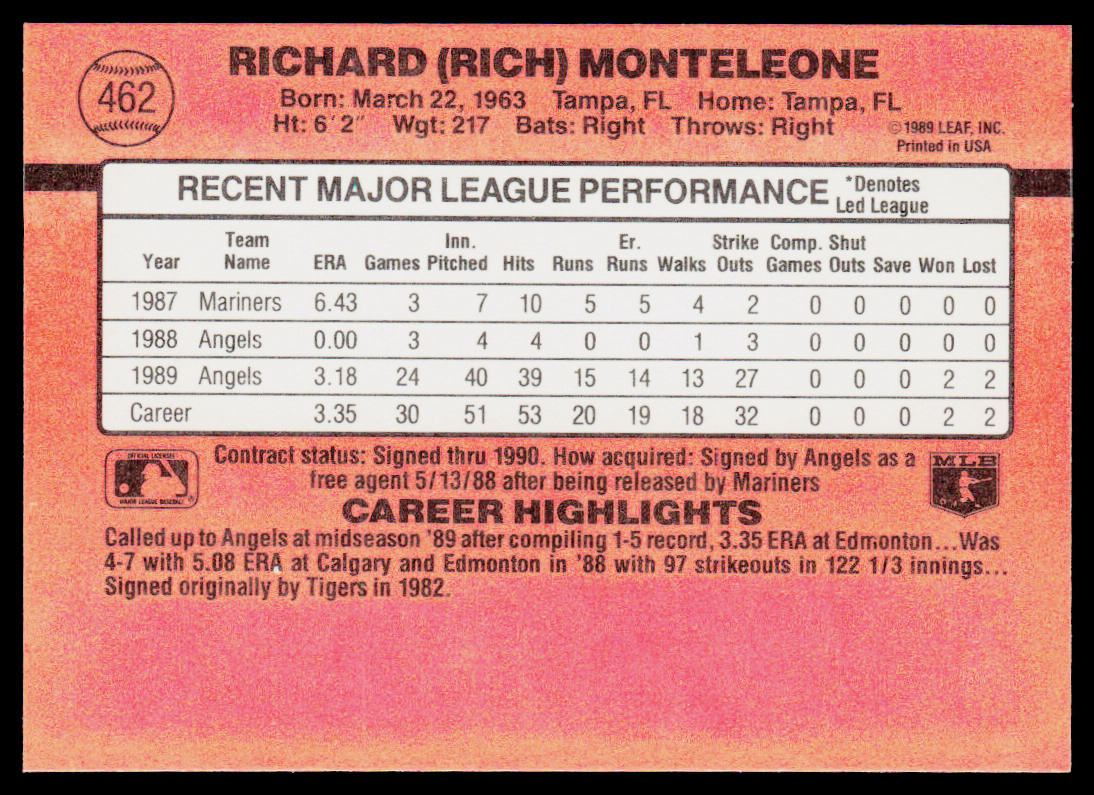 462
RICHARD (RICH) MONTELEONE
Born: March 22, 1963 Tampa, FL Home: Tampa, FL
Ht: 6'2" Wgt: 217 Bats: Right Throws: Right
©1989 LEAF, INC.
Printed in USA
RECENT MAJOR LEAGUE PERFORMANCE *Denotes Led League
Year Team Name ERA Games Inn. Pitched Hits Runs Er. Runs Walks Strike Outs Comp. Games Shut Outs Save Won Lost
1987 Mariners 6.43 3 7 10 5 5 4 2 0 0 0 0 0
1988 Angels 0.00 3 4 4 0 0 1 3 0 0 0 0 0
1989 Angels 3.18 24 40 39 15 14 13 27 0 0 0 2 2
Career 3.35 30 51 53 20 19 18 32 0 0 0 2 2
OFFICIAL LICENSEE
MAJOR LEAGUE BASEBALL
Contract status: Signed thru 1990. How acquired: Signed by Angels as a
free agent 5/13/88 after being released by Mariners
MLB
CAREER HIGHLIGHTS
Called up to Angels at midseason '89 after compiling 1-5 record, 3.35 ERA at Edmonton...Was
4-7 with 5.08 ERA at Calgary and Edmonton in '88 with 97 strikeouts in 122 1/3 innings...
Signed originally by Tigers in 1982.